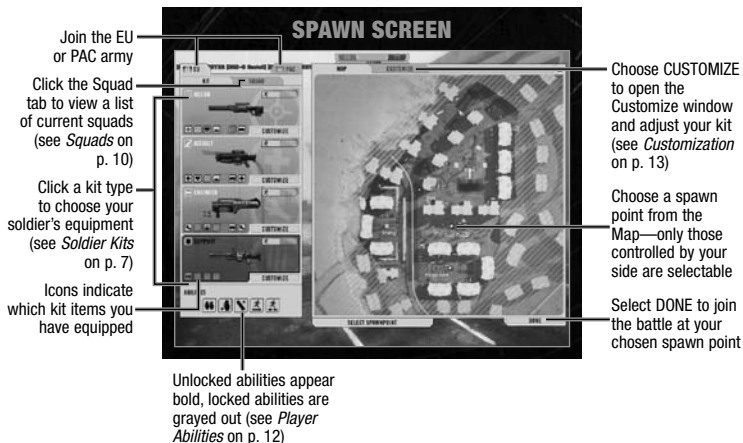 SPAWN SCREEN
Join the EU
or PAC army
Click the Squad
tab to view a list
of current squads
(see Squads on
p. 10)
Click a kit type
to choose your
soldier's equipment
(see Soldier Kits
on p. 7)
Icons indicate
which kit items you
have equipped
EU
PAC
KIT
SQUAD
RECON
CUSTOMIZE
ASSAULT
CUSTOMIZE
ENGINEER
CUSTOMIZE
SUPPORT
CUSTOMIZE
ABILITIES
MAP
CUSTOMIZE
SELECT SPAWNPOINT
DONE
Choose CUSTOMIZE
to open the
Customize window
and adjust your kit
(see Customization
on p. 13)
Choose a spawn
point from the
Map—only those
controlled by your
side are selectable
Select DONE to join
the battle at your
chosen spawn point
Unlocked abilities appear
bold, locked abilities are
grayed out (see Player
Abilities on p. 12)